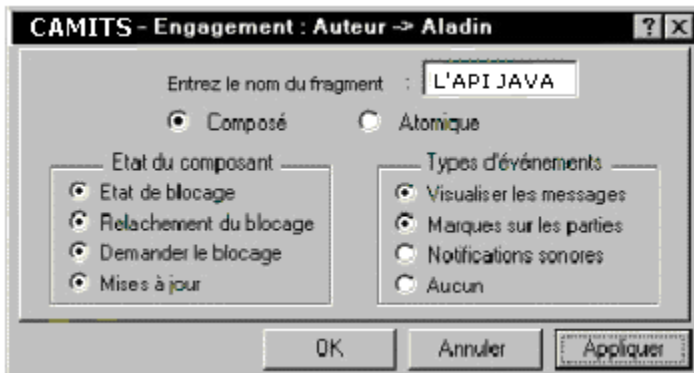 CAMITS - Engagement : Auteur -> Aladin
Entrez le nom du fragment : L'API JAVA
Composé Atomique
Etat du composant
Etat de blocage
Relachement du blocage
Demander le blocage
Mises à jour
Types d'événements
Visualiser les messages
Marques sur les parties
Notifications sonores
Aucun
OK Annuler Appliquer